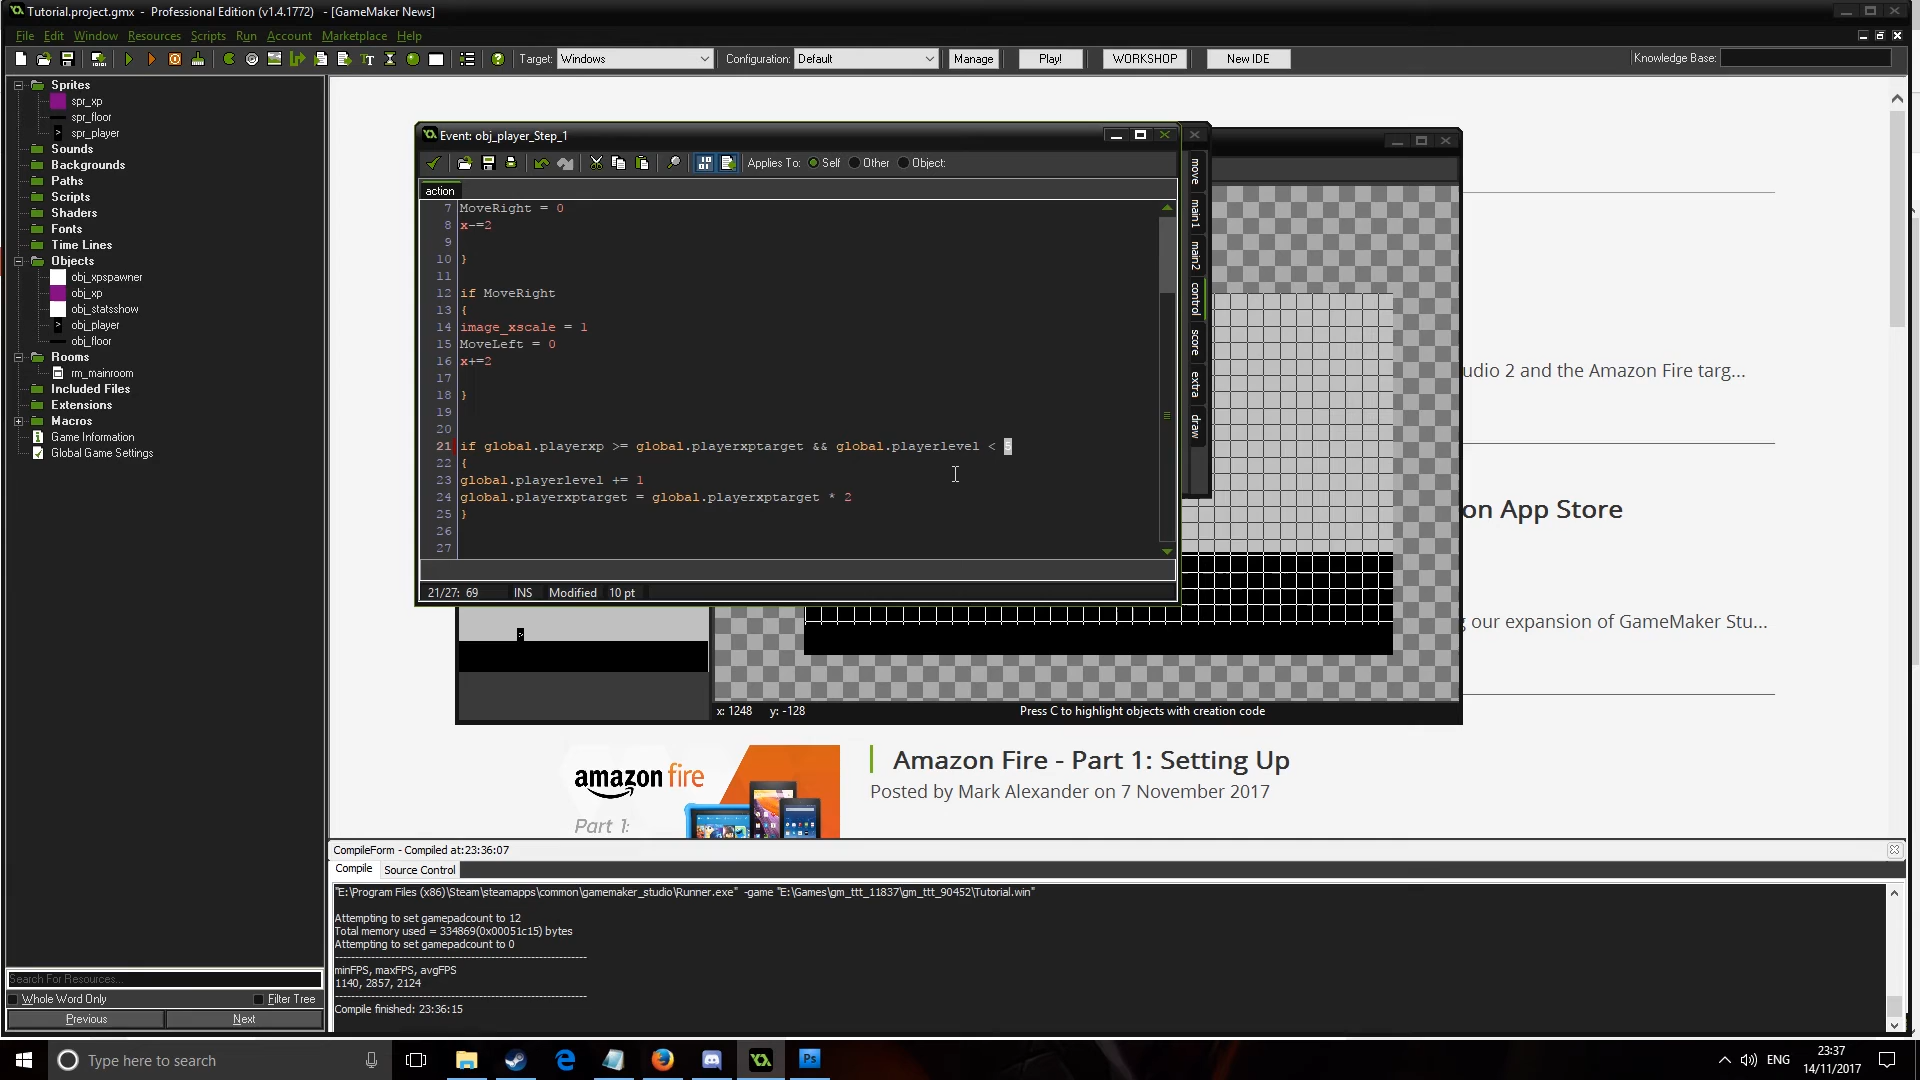 Tutorial.project.gmx - Professional Edition (v1.4.1772) - [GameMaker News]
File Edit Window Resources Scripts Run Account Marketplace Help
Target: Windows Configuration: Default Manage Play! WORKSHOP New IDE Knowledge Base:
Sprites
spr_xp
spr_floor
spr_player
Sounds
Backgrounds
Paths
Scripts
Shaders
Fonts
Time Lines
Objects
obj_xpspawner
obj_xp
obj_statsshow
obj_player
obj_floor
Rooms
rm_mainroom
Included Files
Extensions
Macros
Game Information
Global Game Settings
Search For Resources...
Whole Word Only Filter Tree
Previous Next
Event: obj_player_Step_1
Applies To: Self Other Object:
action
7 MoveRight = 0
8 x-=2
9
10 }
11
12 if MoveRight
13 {
14 image_xscale = 1
15 MoveLeft = 0
16 x+=2
17
18 }
19
20
21 if global.playerxp >= global.playerxptarget && global.playerlevel < 5
22 {
23 global.playerlevel += 1
24 global.playerxptarget = global.playerxptarget * 2
25 }
26
27
21/27: 69 INS Modified 10 pt
move
main1
main2
control
score
extra
draw
x: 1248 y: -128 Press C to highlight objects with creation code
udio 2 and the Amazon Fire targ...
on App Store
g our expansion of GameMaker Stu...
amazon fire
Part 1:
Amazon Fire - Part 1: Setting Up
Posted by Mark Alexander on 7 November 2017
CompileForm - Compiled at:23:36:07
Compile Source Control
"E:\Program Files (x86)\Steam\steamapps\common\gamemaker_studio\Runner.exe" -game "E:\Games\gm_ttt_11837\gm_ttt_90452\Tutorial.win"
Attempting to set gamepadcount to 12
Total memory used = 334869(0x00051c15) bytes
Attempting to set gamepadcount to 0
minFPS, maxFPS, avgFPS
1140, 2857, 2124
Compile finished: 23:36:15
Type here to search
Ps
ENG
23:37
14/11/2017